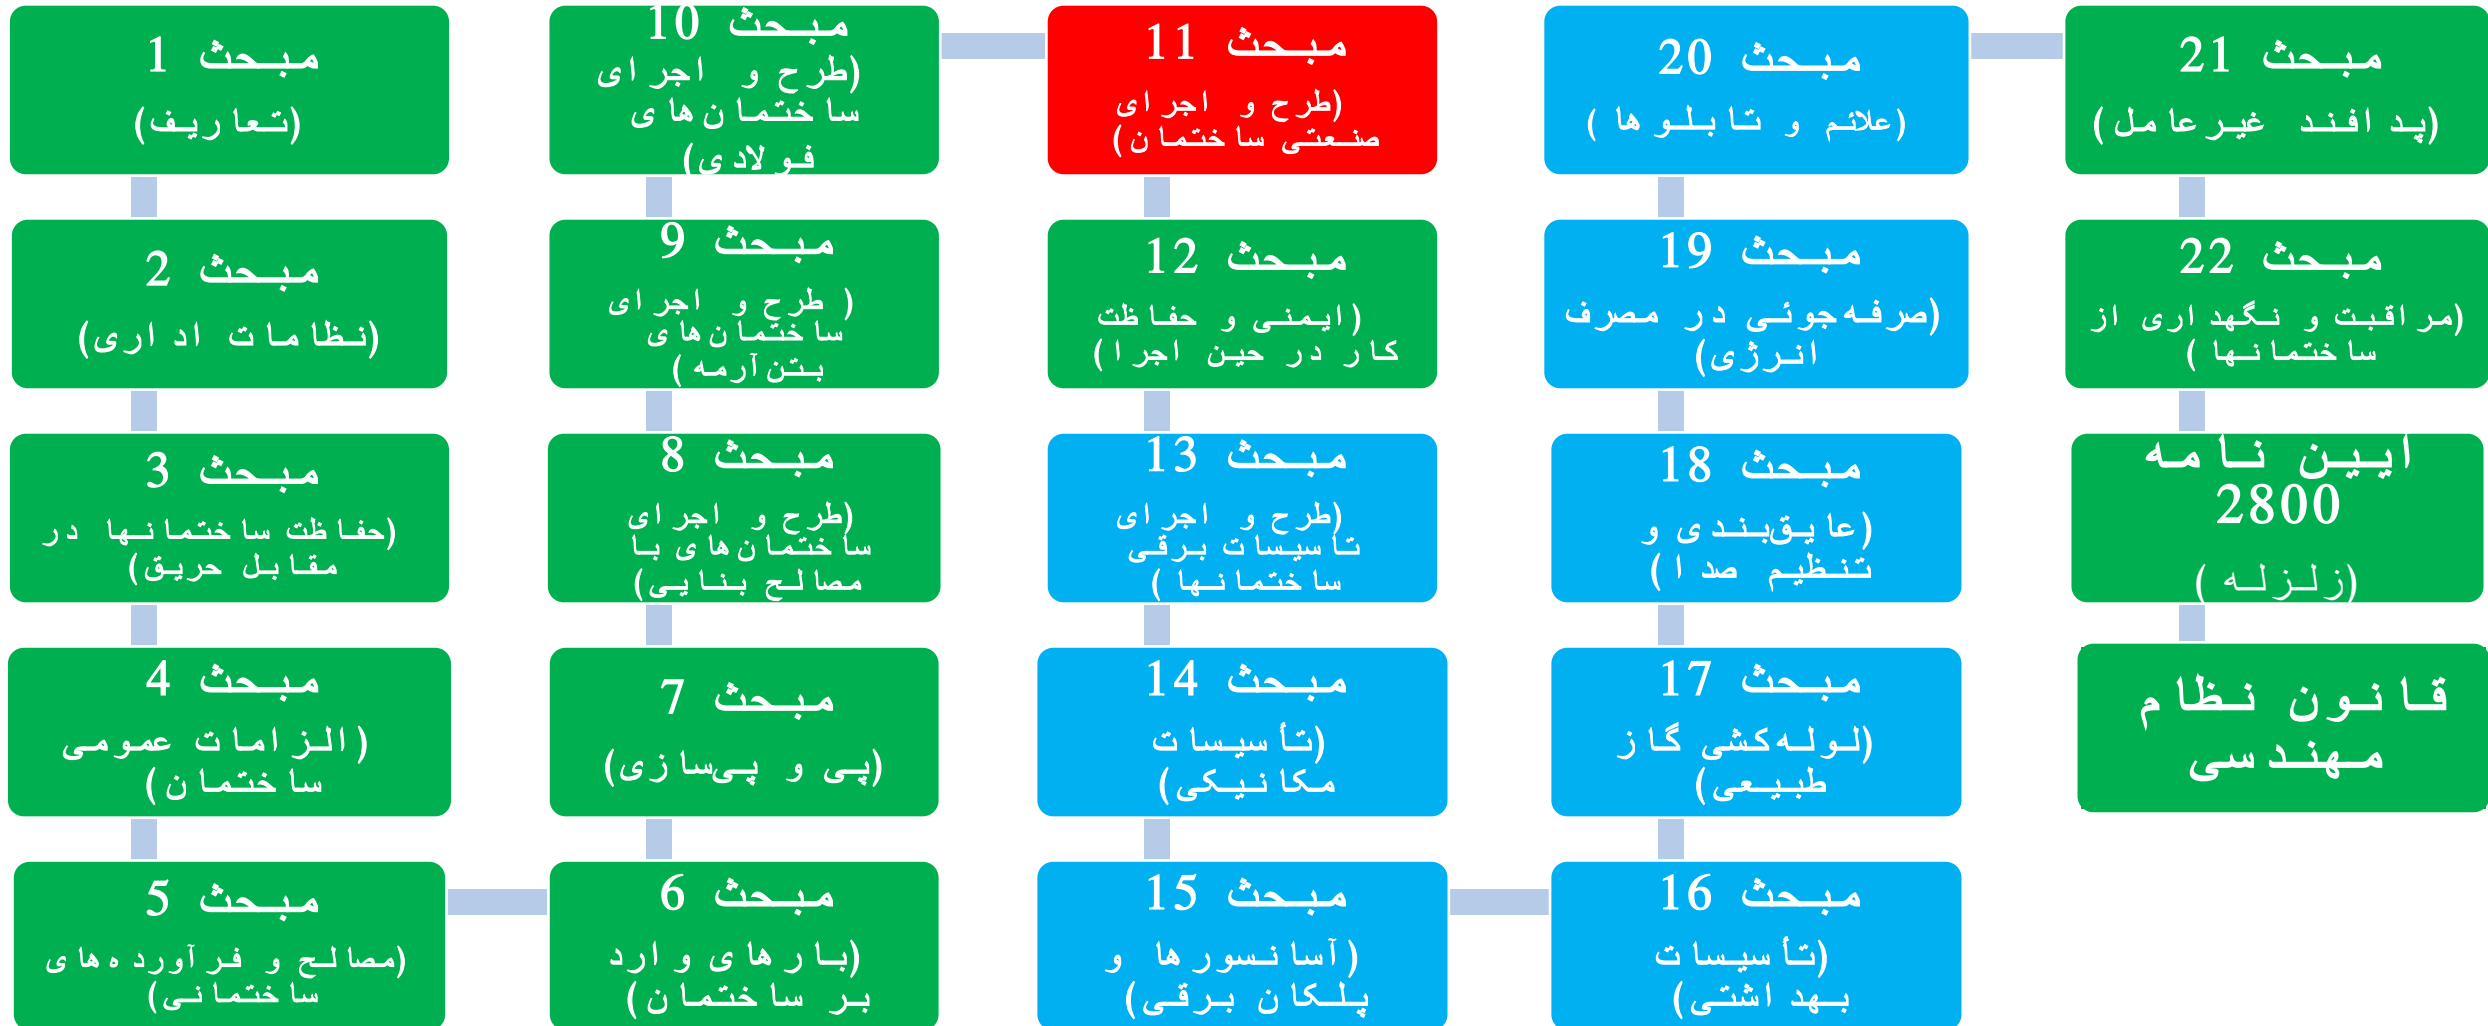 مبحث 1
(تعاریف)
مبحث 2
(نظامات اداری)
مبحث 3
(حفاظت ساختمانها در
مقابل حریق)
مبحث 4
(الزامات عمومی
ساختمان)
مبحث 5
(مصالح و فرآورده‌های
ساختمانی)
مبحث 6
(بارهای وارد
بر ساختمان)
مبحث 7
(پی و پی‌سازی)
مبحث 8
(طرح و اجرای
ساختمان‌های با
مصالح بنایی)
مبحث 9
( طرح و اجرای
ساختمان‌های
بتن‌آرمه)
مبحث 10
(طرح و اجرای
ساختمان‌های
فولادی)
مبحث 11
(طرح و اجرای
صنعتی ساختمان)
مبحث 12
(ایمنی و حفاظت
کار در حین اجرا)
مبحث 13
(طرح و اجرای
تاسیسات برقی
ساختمانها)
مبحث 14
(تأسیسات
مکانیکی)
مبحث 15
(آسانسورها و
پلکان برقی)
مبحث 16
(تأسیسات
بهداشتی)
مبحث 17
(لوله‌کشی گاز
طبیعی)
مبحث 18
(عایق‌بندی و
تنظیم صدا)
مبحث 19
(صرفه‌جوئی در مصرف
انرژی)
مبحث 20
(علائم و تابلوها)
مبحث 21
(پدافند غیرعامل)
مبحث 22
(مراقبت و نگهداری از
ساختمانها)
ایین نامه
2800
(زلزله)
قانون نظام
مهندسی